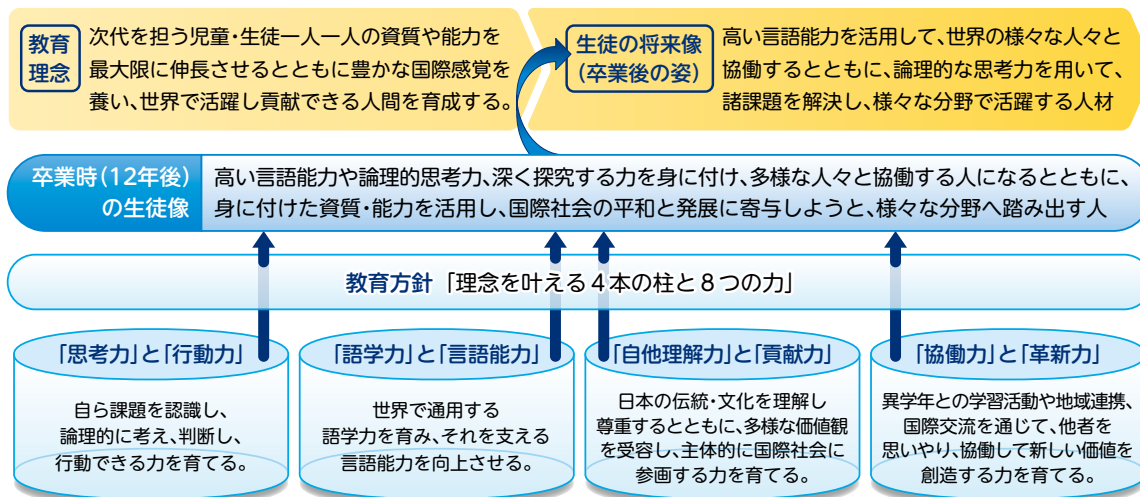 教育
理念
次代を担う児童・生徒一人一人の資質や能力を
最大限に伸長させるとともに豊かな国際感覚を
養い、世界で活躍し貢献できる人間を育成する。
生徒の将来像
(卒業後の姿)
高い言語能力を活用して、世界の様々な人々と
協働するとともに、論理的な思考力を用いて、
諸課題を解決し、様々な分野で活躍する人材
卒業時(12年後)
の生徒像
高い言語能力や論理的思考力、深く探究する力を身に付け、多様な人々と協働する人になるとともに、
身に付けた資質・能力を活用し、国際社会の平和と発展に寄与しようと、様々な分野へ踏み出す人
教育方針「理念を叶える4本の柱と8つの力」
「思考力」と「行動力」
自ら課題を認識し、
論理的に考え、判断し、
行動できる力を育てる。
「語学力」と「言語能力」
世界で通用する
語学力を育み、それを支える
言語能力を向上させる。
「自他理解力」と「貢献力」
日本の伝統・文化を理解し
尊重するとともに、多様な価値観
を受容し、主体的に国際社会に
参画する力を育てる。
「協働力」と「革新力」
異学年との学習活動や地域連携、
国際交流を通じて、他者を
思いやり、協働して新しい価値を
創造する力を育てる。